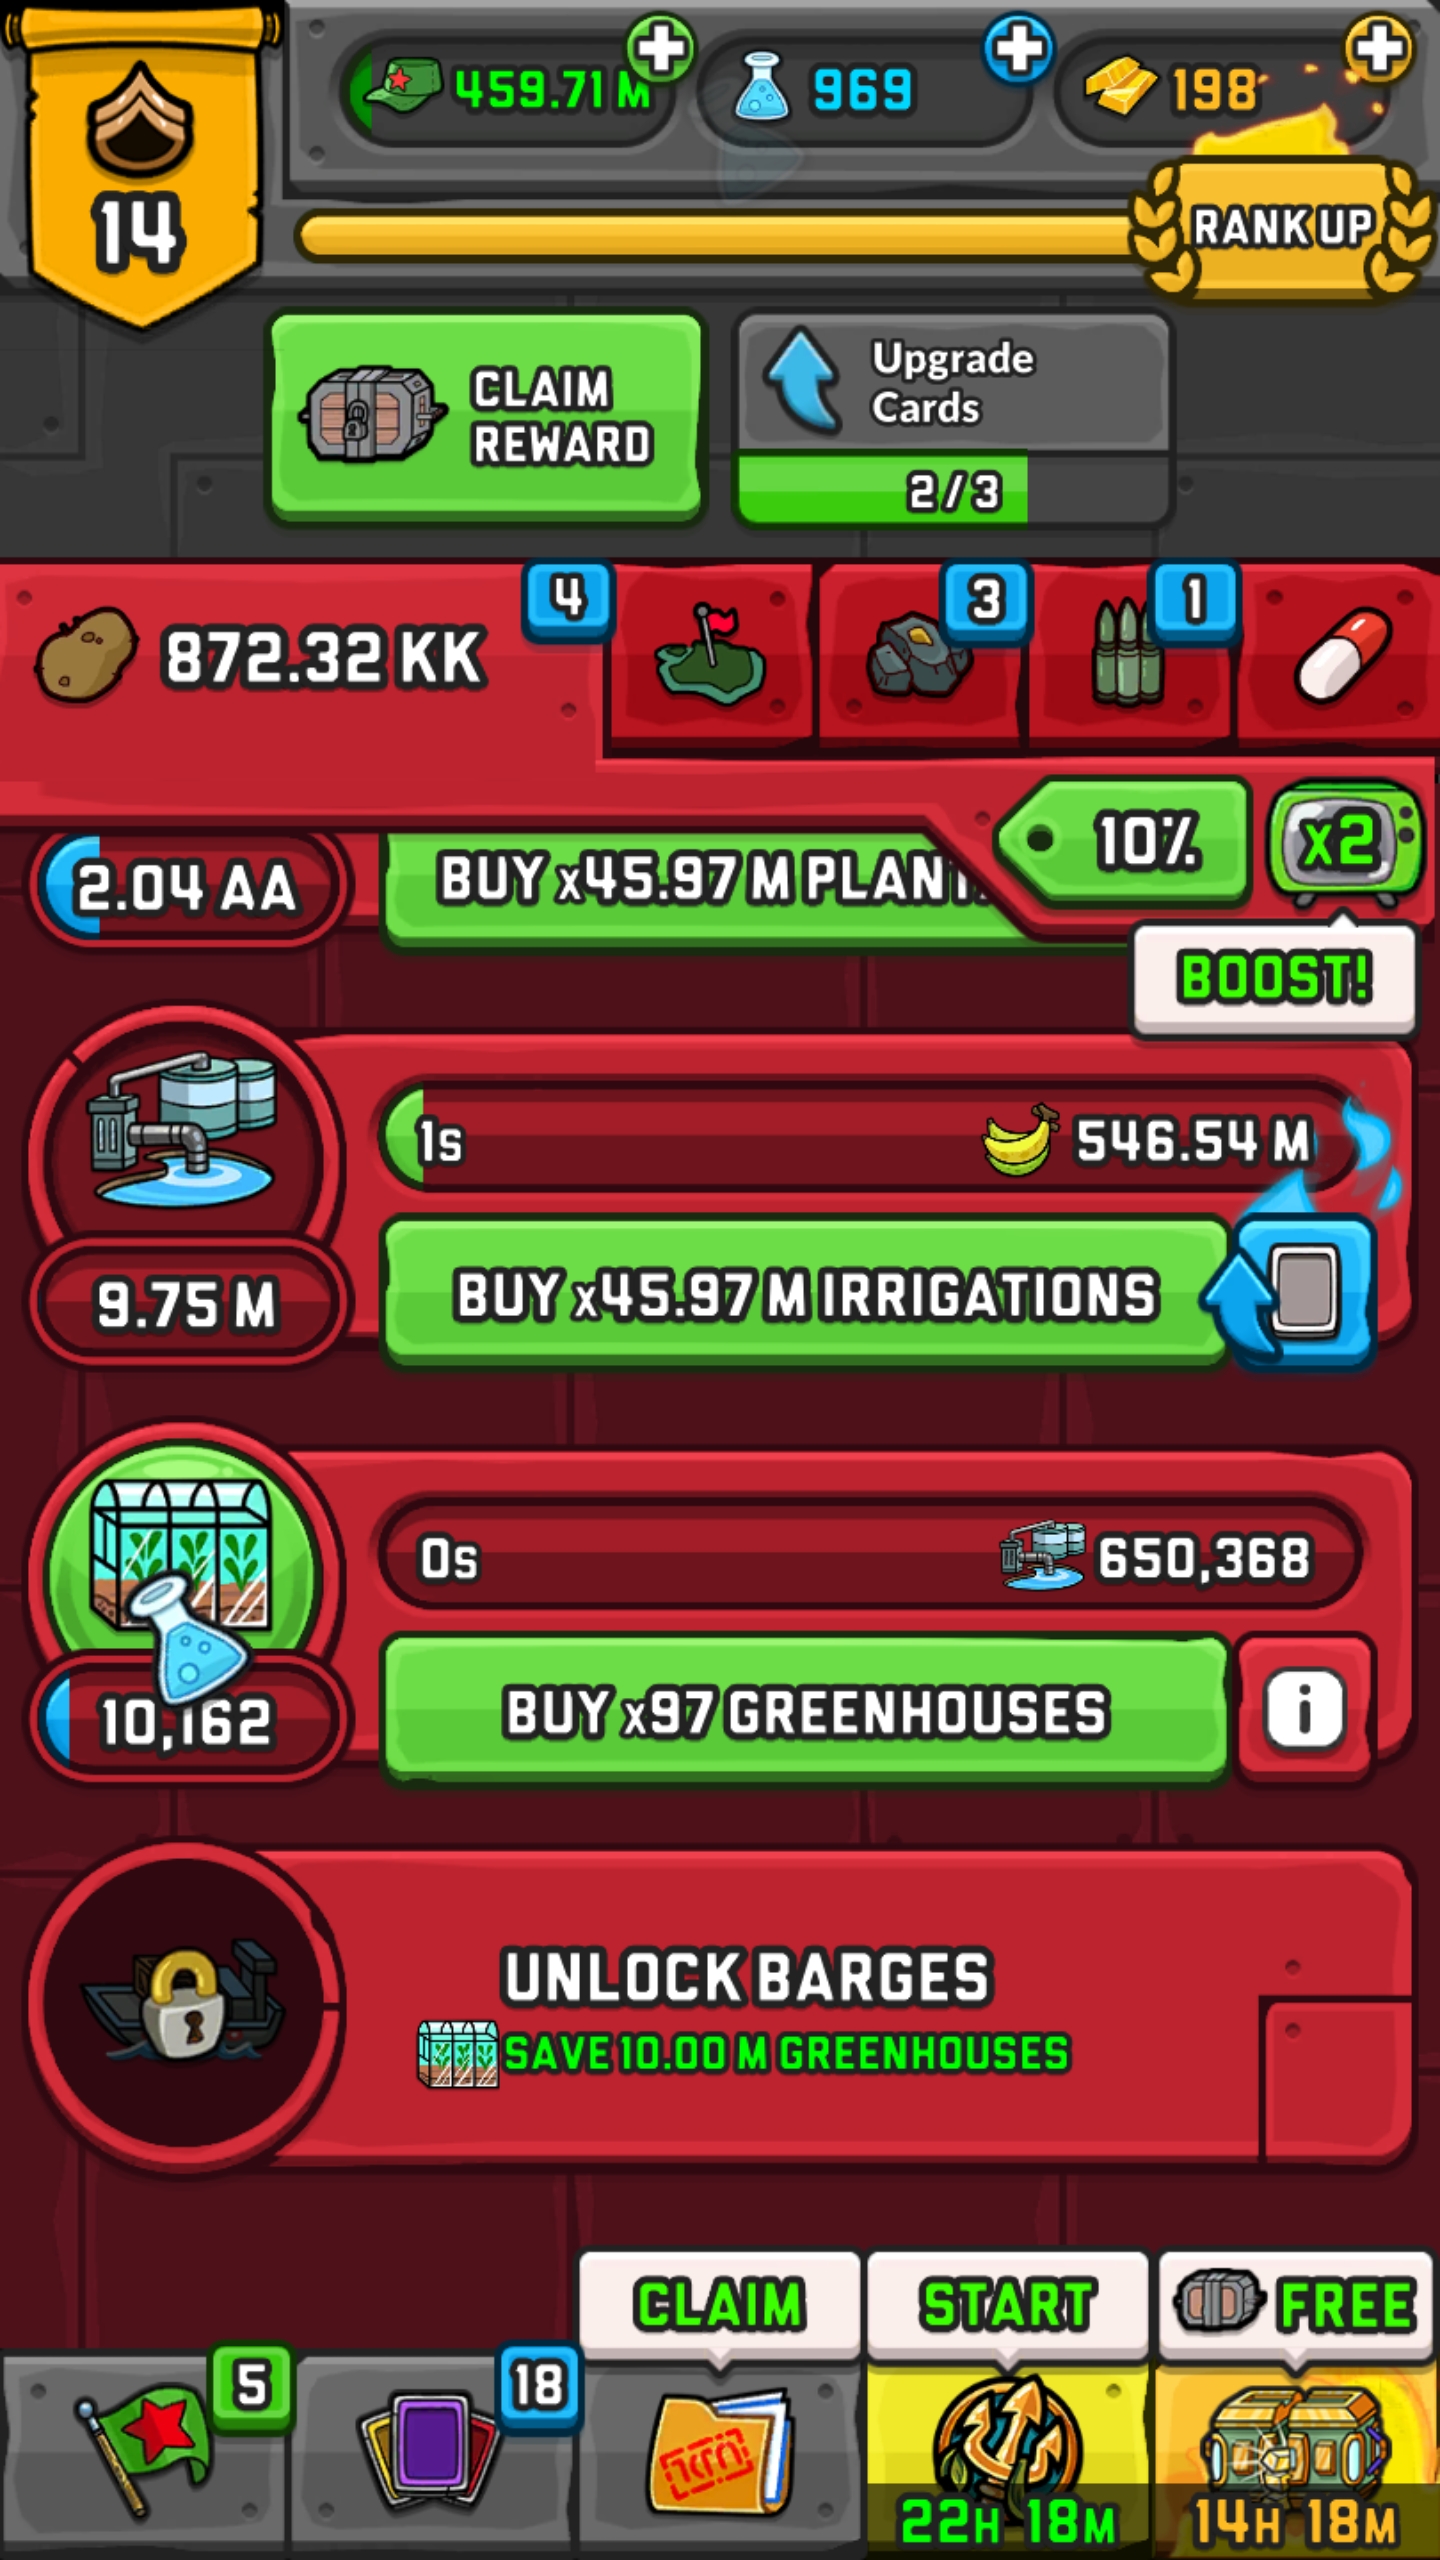 459.71 M
969
198
14
RANK UP
CLAIM
REWARD
Upgrade
Cards
2/3
872.32 KK
4
3
1
10%
x2
2.04 AA
BUY x45.97 M
BOOST!
1s
546.54 M
9.75 M
BUY x45.97 M IRRIGATIONS
0s
650,368
10,162
BUY x97 GREENHOUSES
i
UNLOCK BARGES
SAVE 10.00 M GREENHOUSES
CLAIM
START
FREE
5
18
22H 18M
14H 18M